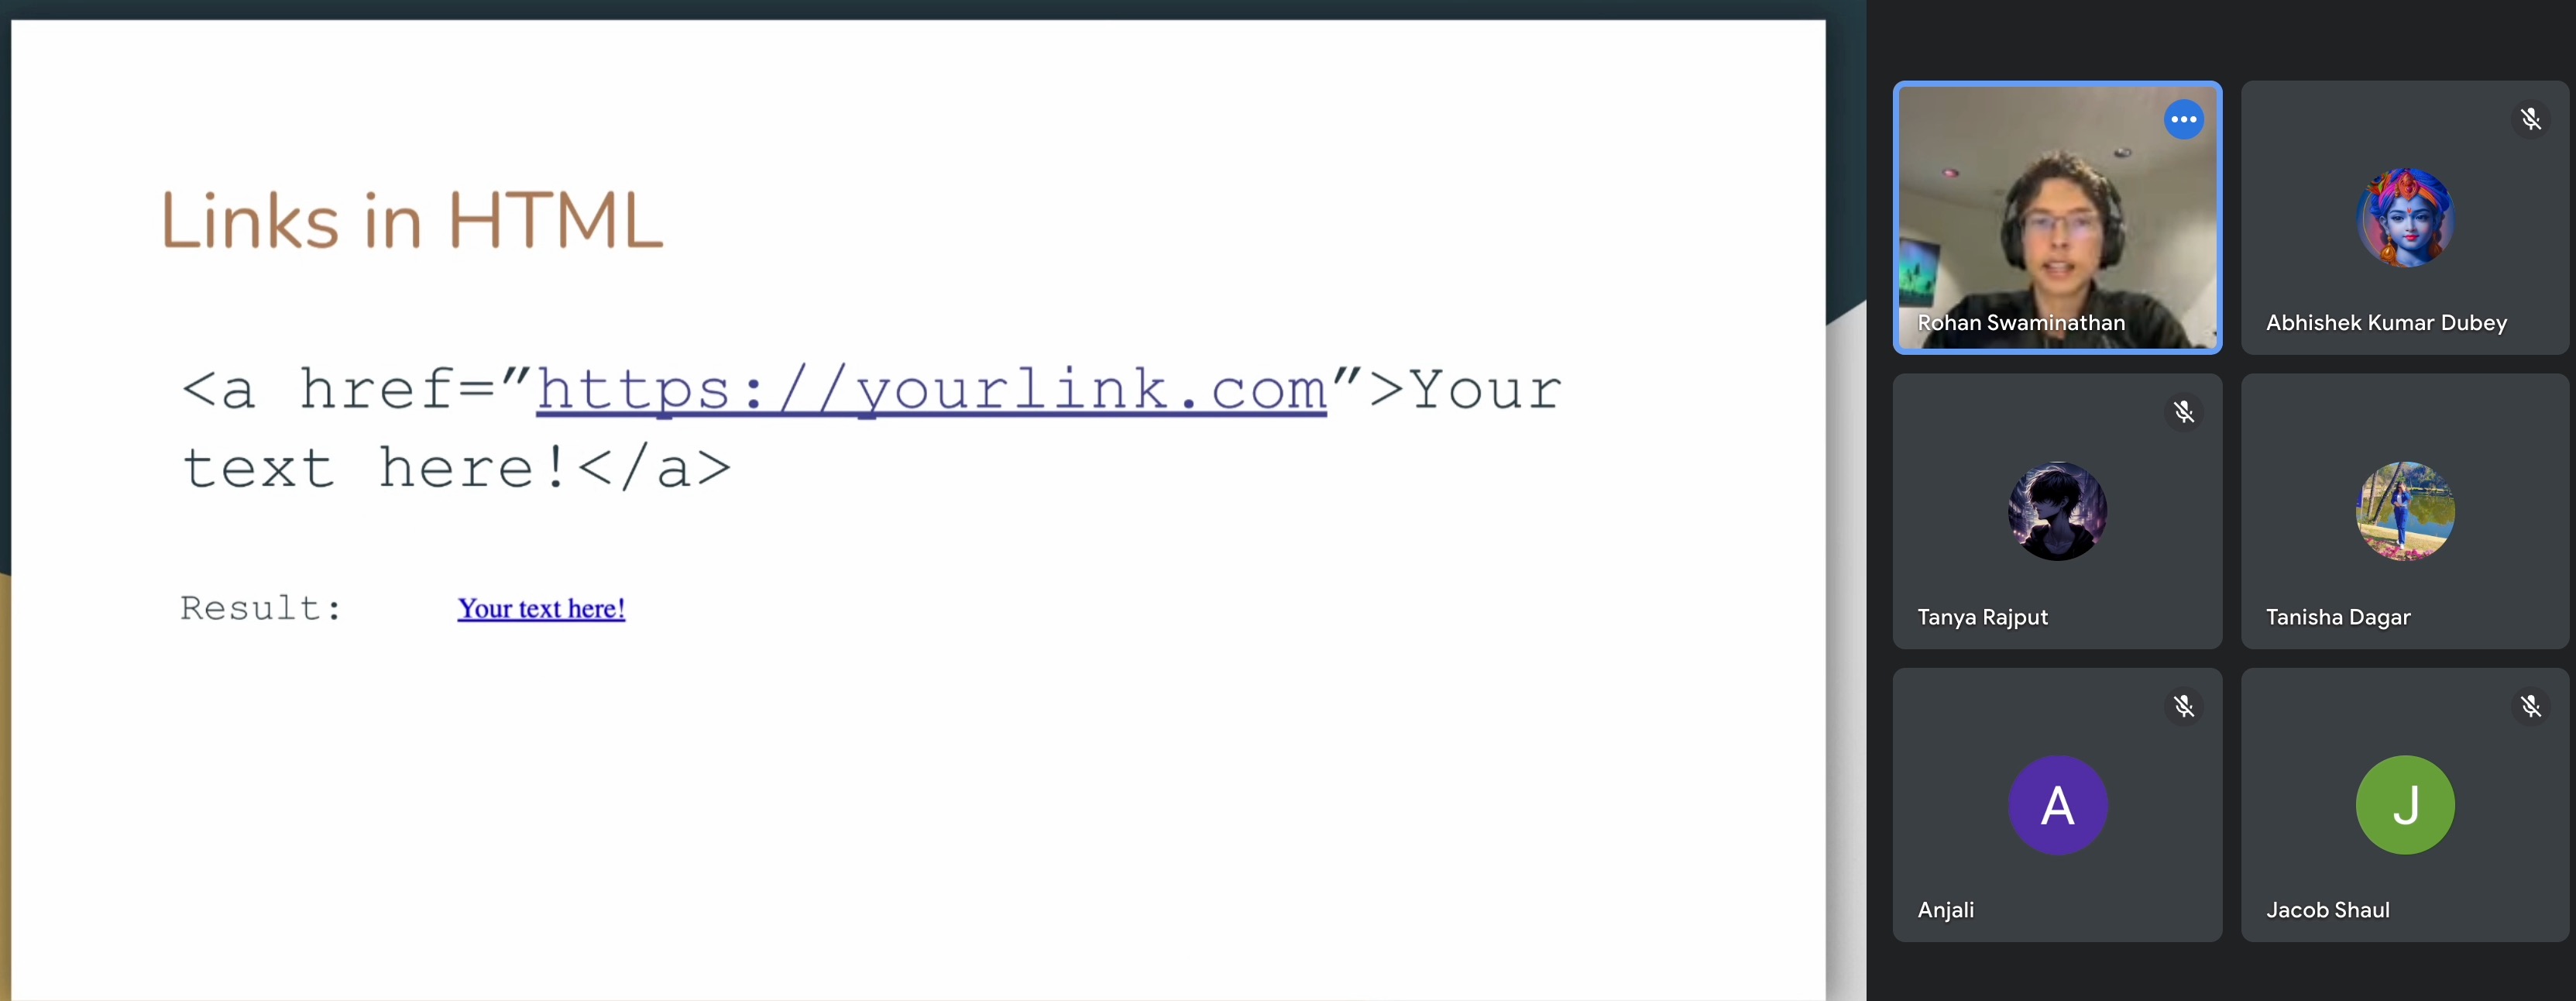 Links in HTML
<a href="https://yourlink.com">Your
text here!</a>
Result: Your text here!
Rohan Swaminathan
Abhishek Kumar Dubey
Tanya Rajput
Tanisha Dagar
A
Anjali
J
Jacob Shaul